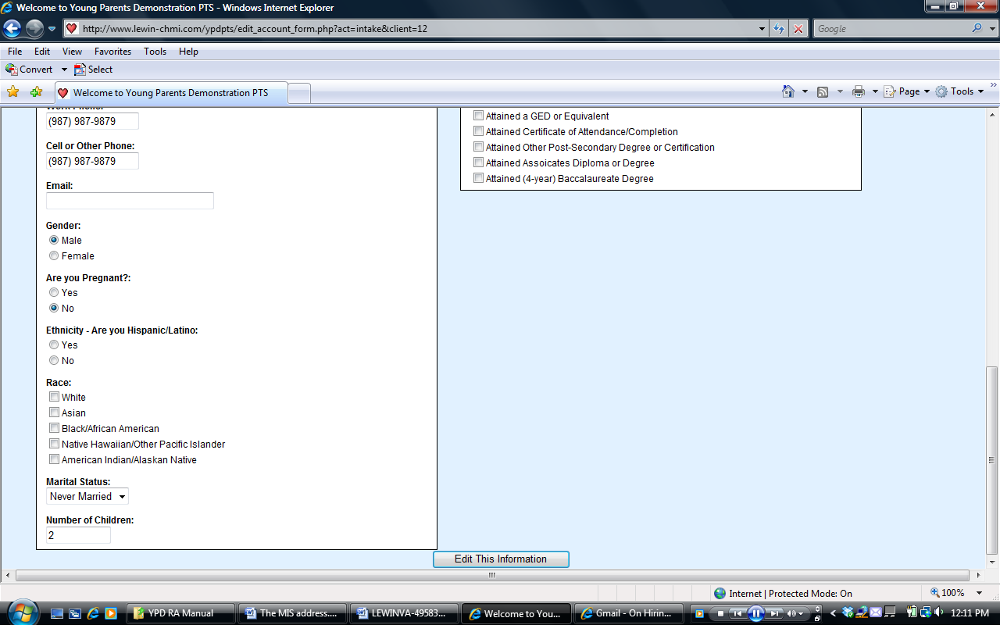 Welcome to Young Parents Demonstration PTS - Windows Internet Explorer
http://www.lewin-chmi.com/ypdpts/edit_account_form.php?act=intake&client=12
Google
File Edit View Favorites Tools Help
Convert Select
Welcome to Young Parents Demonstration PTS
Page Tools
Work Phone:
(987) 987-9879
Cell or Other Phone:
(987) 987-9879
Email:
Gender:
Male
Female
Are you Pregnant?:
Yes
No
Ethnicity - Are you Hispanic/Latino:
Yes
No
Race:
White
Asian
Black/African American
Native Hawaiian/Other Pacific Islander
American Indian/Alaskan Native
Marital Status:
Never Married
Number of Children:
2
Attained a GED or Equivalent
Attained Certificate of Attendance/Completion
Attained Other Post-Secondary Degree or Certification
Attained Assoicates Diploma or Degree
Attained (4-year) Baccalaureate Degree
Edit This Information
Internet | Protected Mode: On
100%
YPD RA Manual
The MIS address....
LEWINVA-49583...
Welcome to You...
Gmail - On Hirin...
12:11 PM